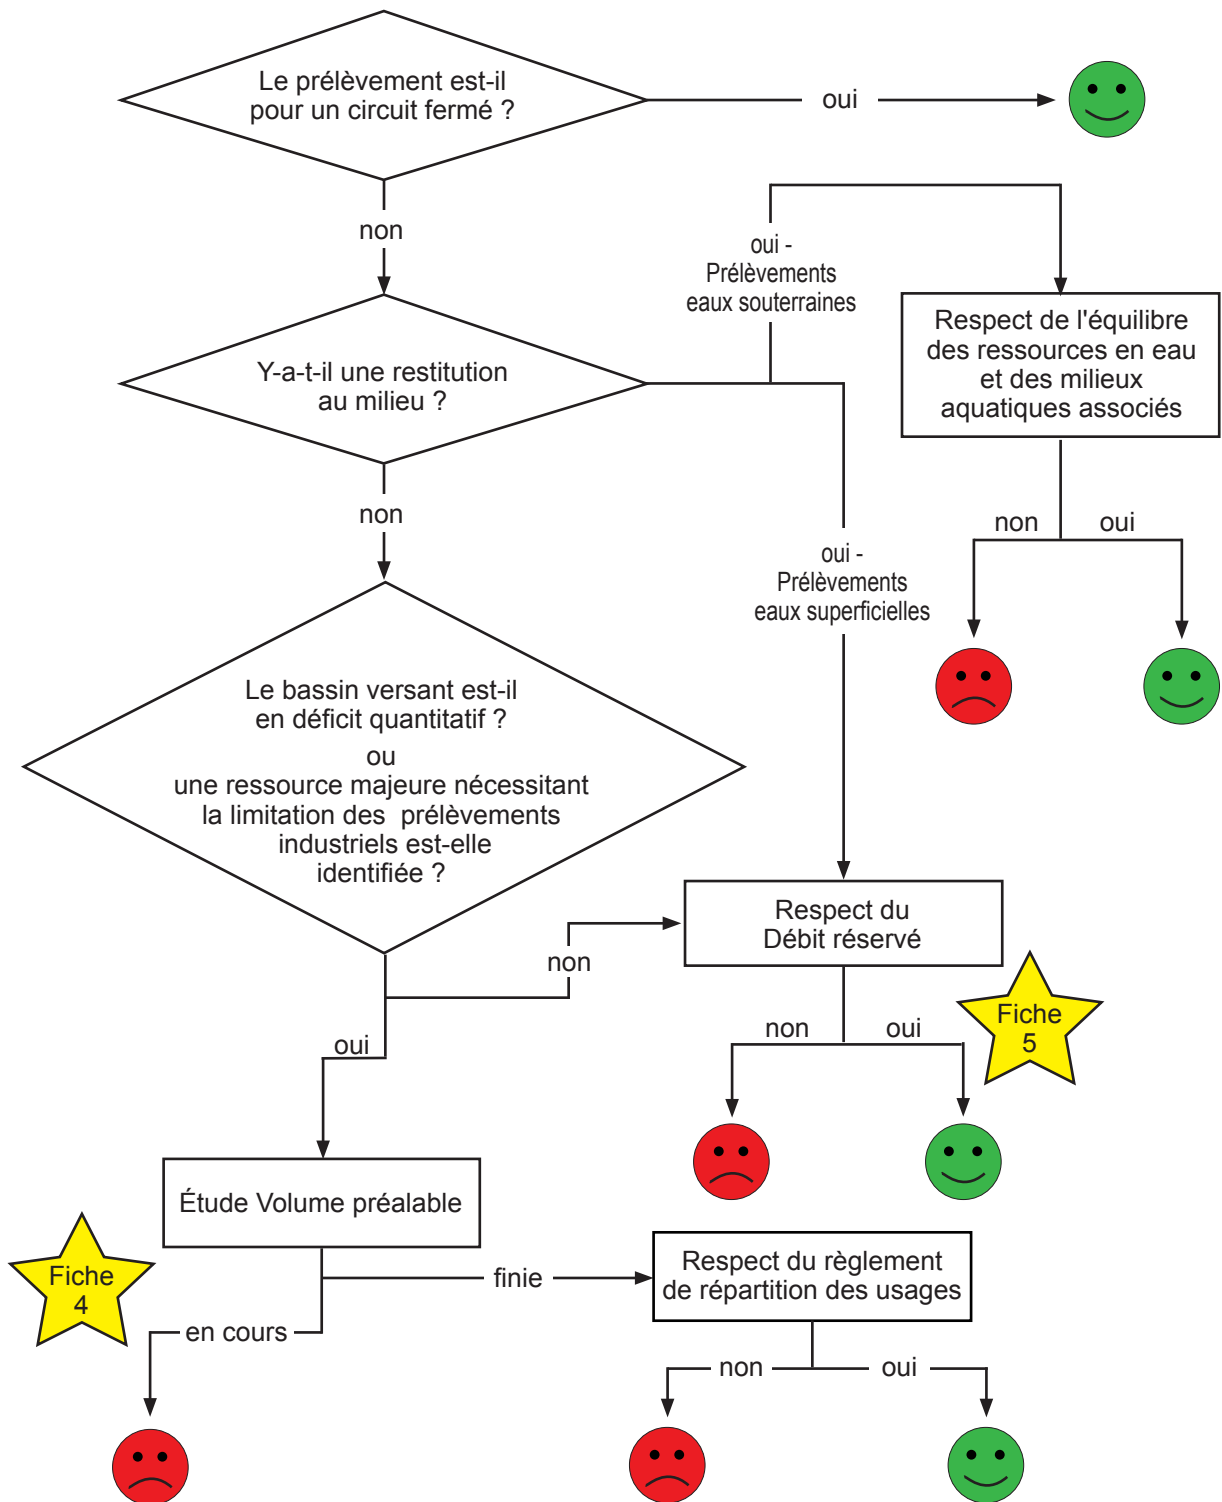 Le prélèvement est-il
pour un circuit fermé ?
oui
non
oui -
Prélèvements
eaux souterraines
Respect de l'équilibre
des ressources en eau
et des milieux
aquatiques associés
Y-a-t-il une restitution
au milieu ?
non
non
oui
oui -
Prélèvements
eaux superficielles
Le bassin versant est-il
en déficit quantitatif ?
ou
une ressource majeure nécessitant
la limitation des prélèvements
industriels est-elle
identifiée ?
Respect du
Débit réservé
non
Fiche
5
non
oui
oui
Étude Volume préalable
Fiche
4
finie
Respect du règlement
de répartition des usages
en cours
non
oui